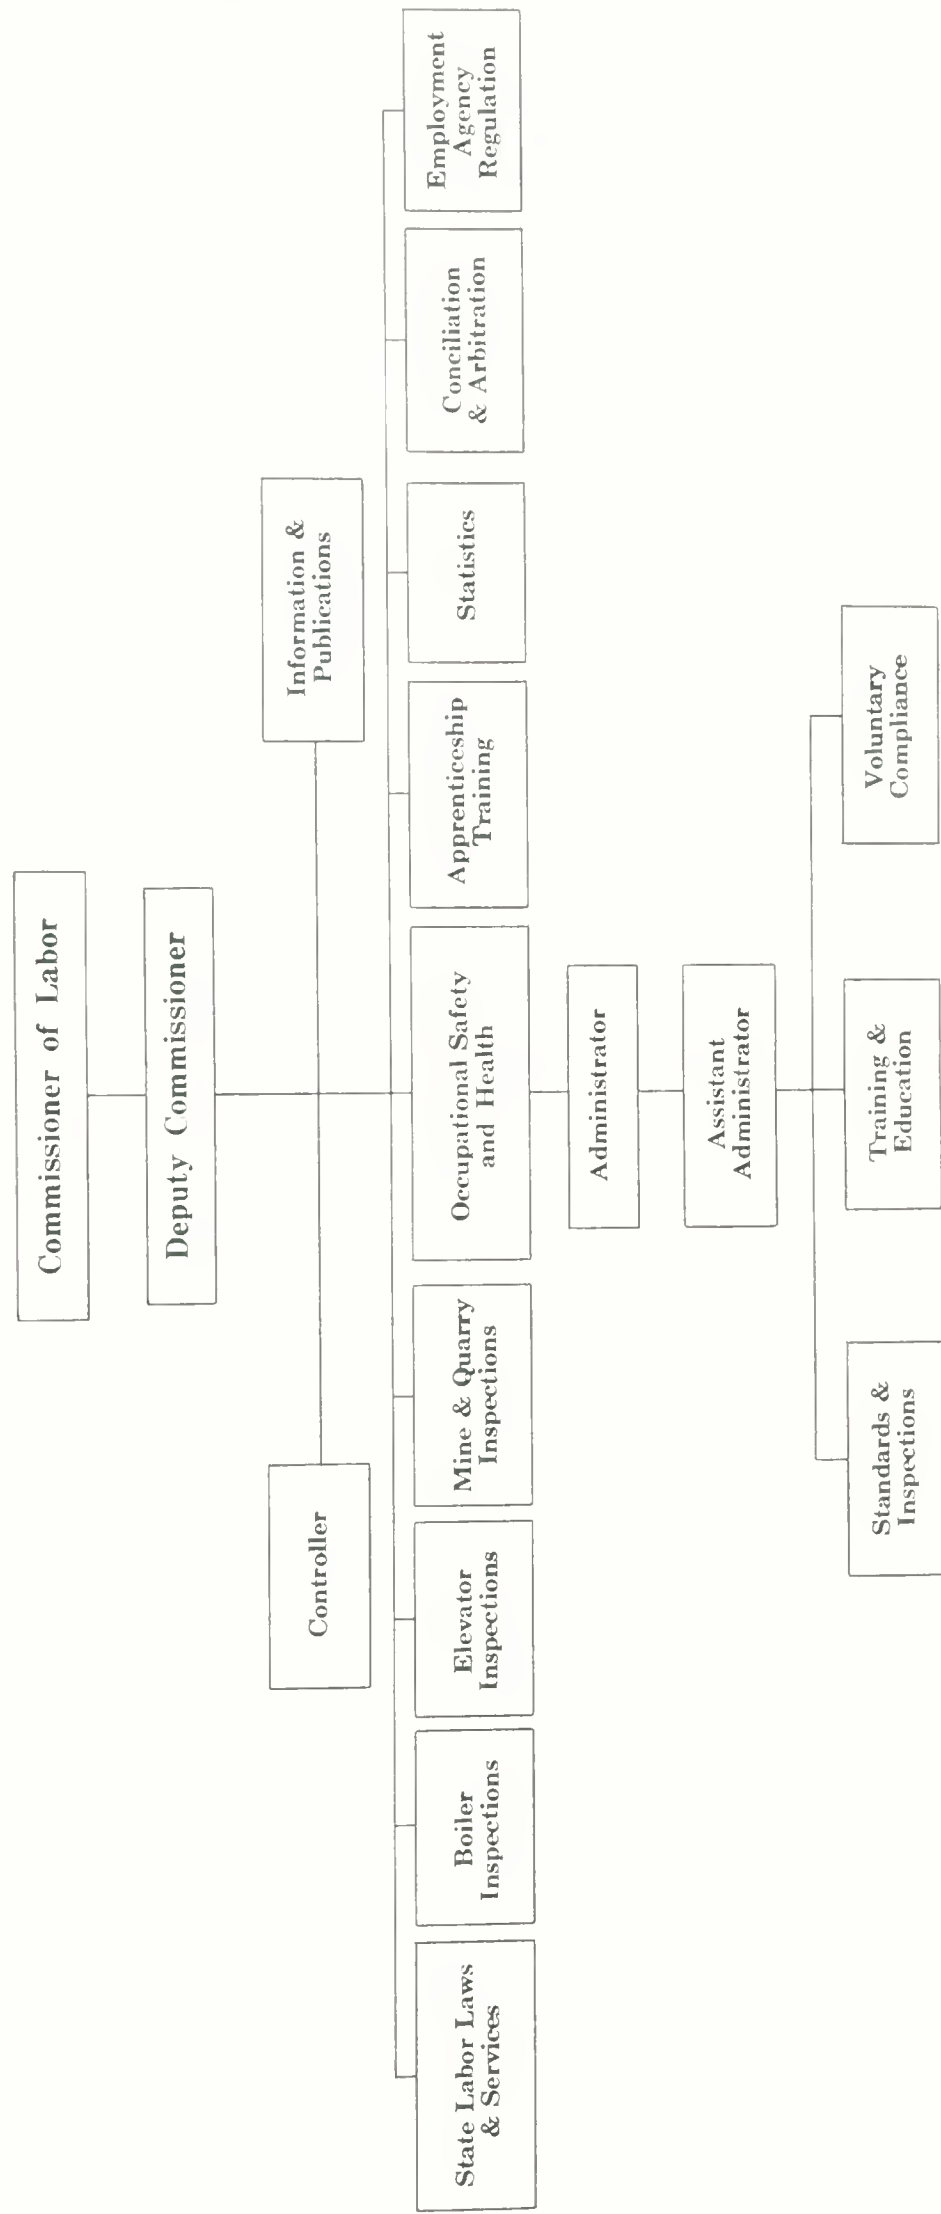 Commissioner of Labor
Deputy Commissioner
Controller
Information &
Publications
State Labor Laws
& Services
Boiler
Inspections
Elevator
Inspections
Mine & Quarry
Inspections
Occupational Safety
and Health
Apprenticeship
Training
Statistics
Conciliation
& Arbitration
Employment
Agency
Regulation
Administrator
Assistant
Administrator
Standards &
Inspections
Training &
Education
Voluntary
Compliance